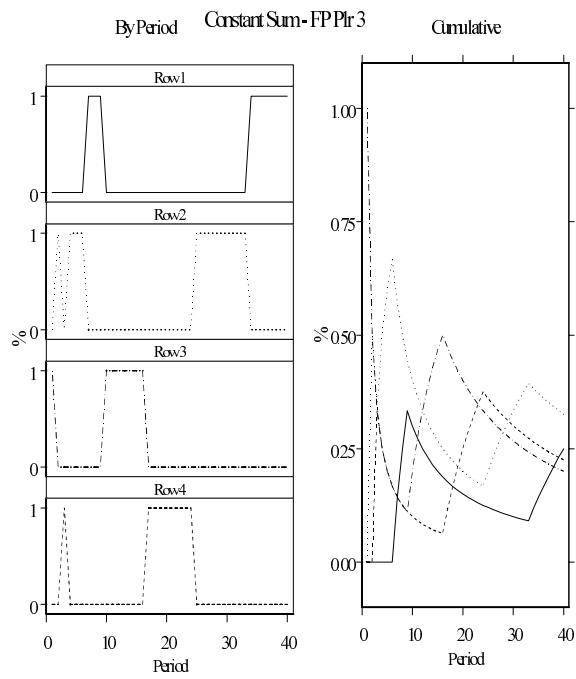 Constant Sum - FP Plr 3
By Period
Cumulative
Row1
1
0
Row2
1
0
Row3
1
0
Row4
1
0
%
0 10 20 30 40
Period
1.00
0.75
0.50
0.25
0.00
%
0 10 20 30 40
Period